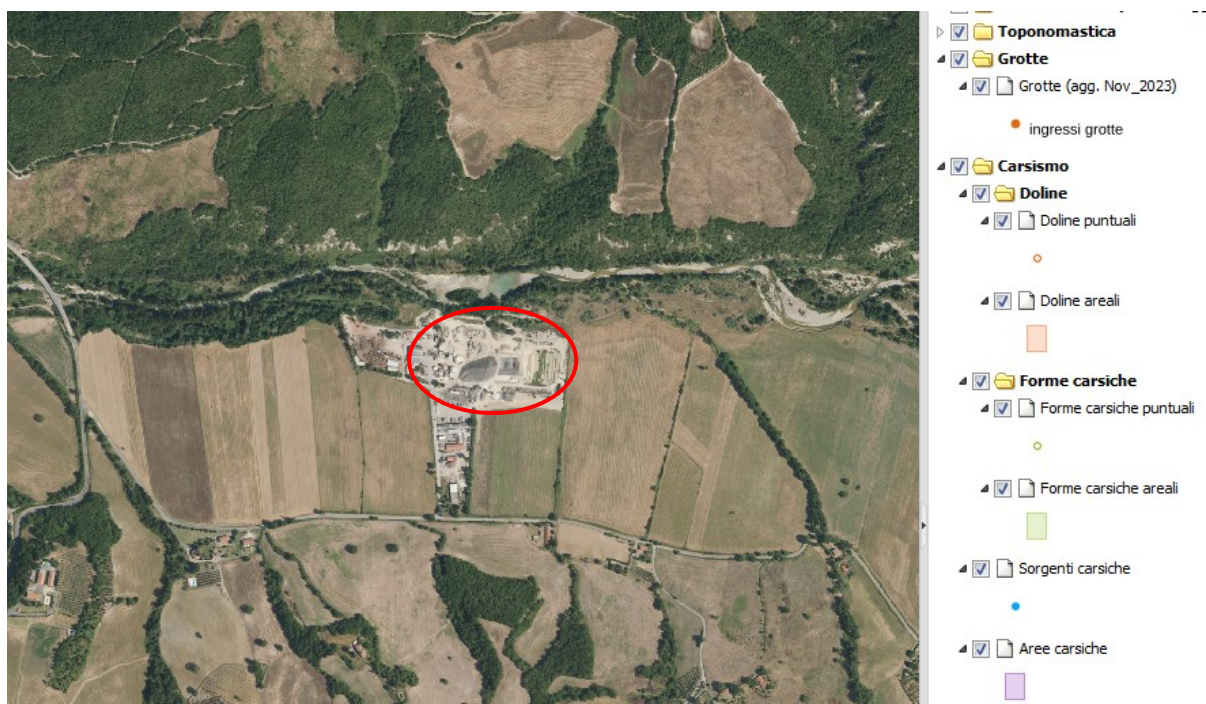 Toponomastica
Grotte
Grotte (agg. Nov_2023)
ingressi grotte
Carsismo
Doline
Doline puntuali
Doline areali
Forme carsiche
Forme carsiche puntuali
Forme carsiche areali
Sorgenti carsiche
Aree carsiche